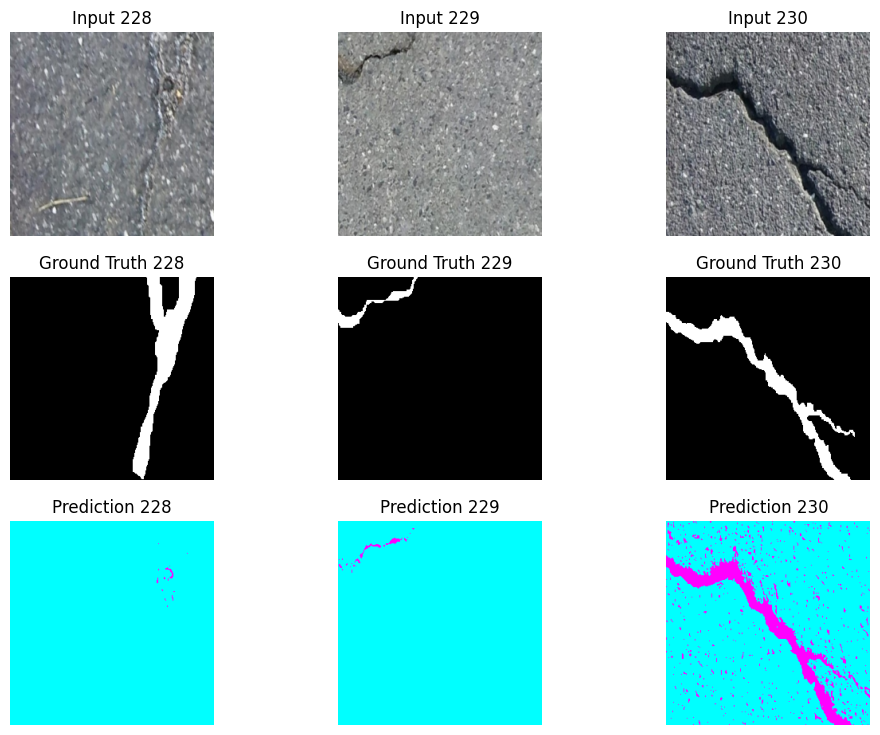 Input 228
Input 229
Input 230
Ground Truth 228
Ground Truth 229
Ground Truth 230
Prediction 228
Prediction 229
Prediction 230